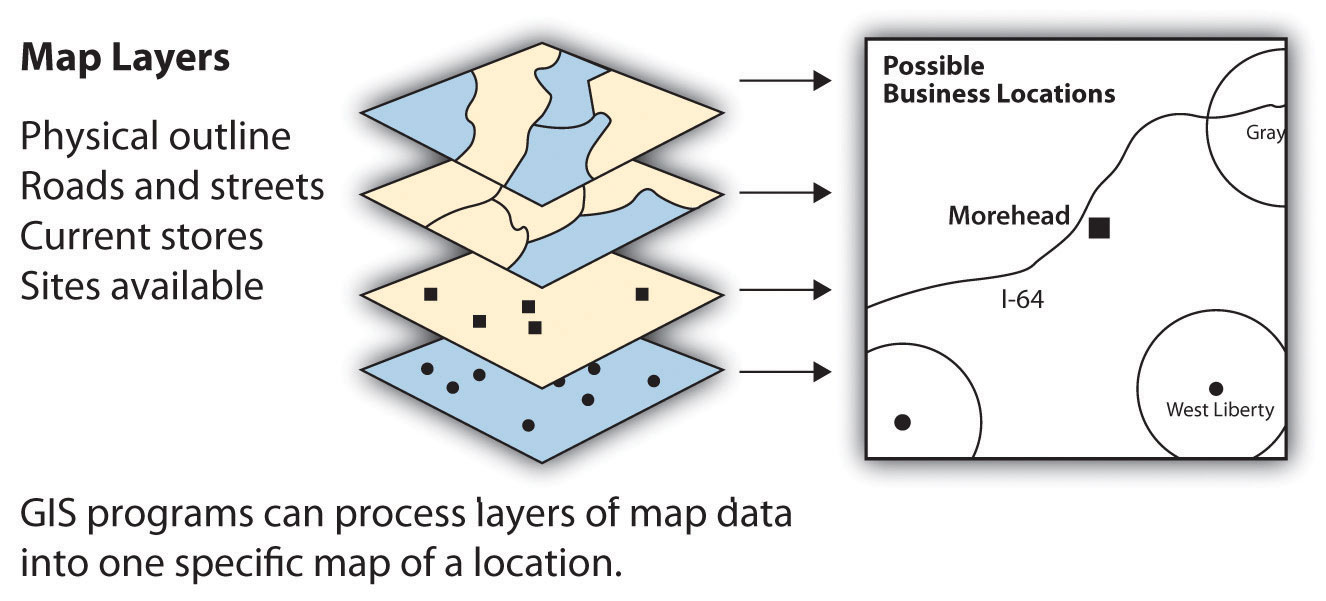 Map Layers
Physical outline
Roads and streets
Current stores
Sites available
Possible
Business Locations
Gray
Morehead
I-64
West Liberty
GIS programs can process layers of map data
into one specific map of a location.